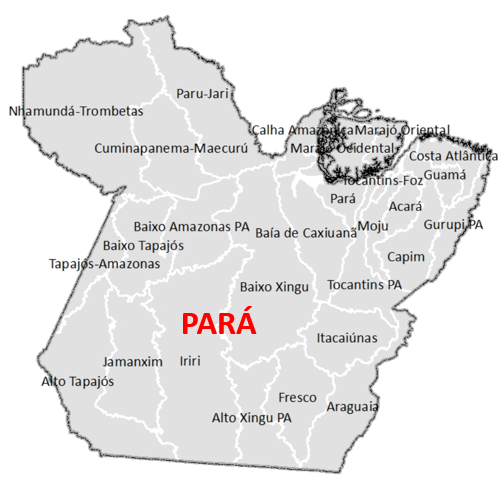 Paru-Jari
Nhamundá-Trombetas
Calha Amazônica
Marajó Oriental
Cuminapanema-Maecurú
Marajó Ocidental
Costa Atlântica
Guamá
Tocantins-Foz
Pará
Acará
Baixo Amazonas PA
Baía de Caxiuanã
Moju
Gurupi PA
Baixo Tapajós
Tapajós-Amazonas
Capim
Baixo Xingu
Tocantins PA
PARÁ
Itacaiúnas
Jamanxim
Iriri
Alto Tapajós
Fresco
Araguaia
Alto Xingu PA